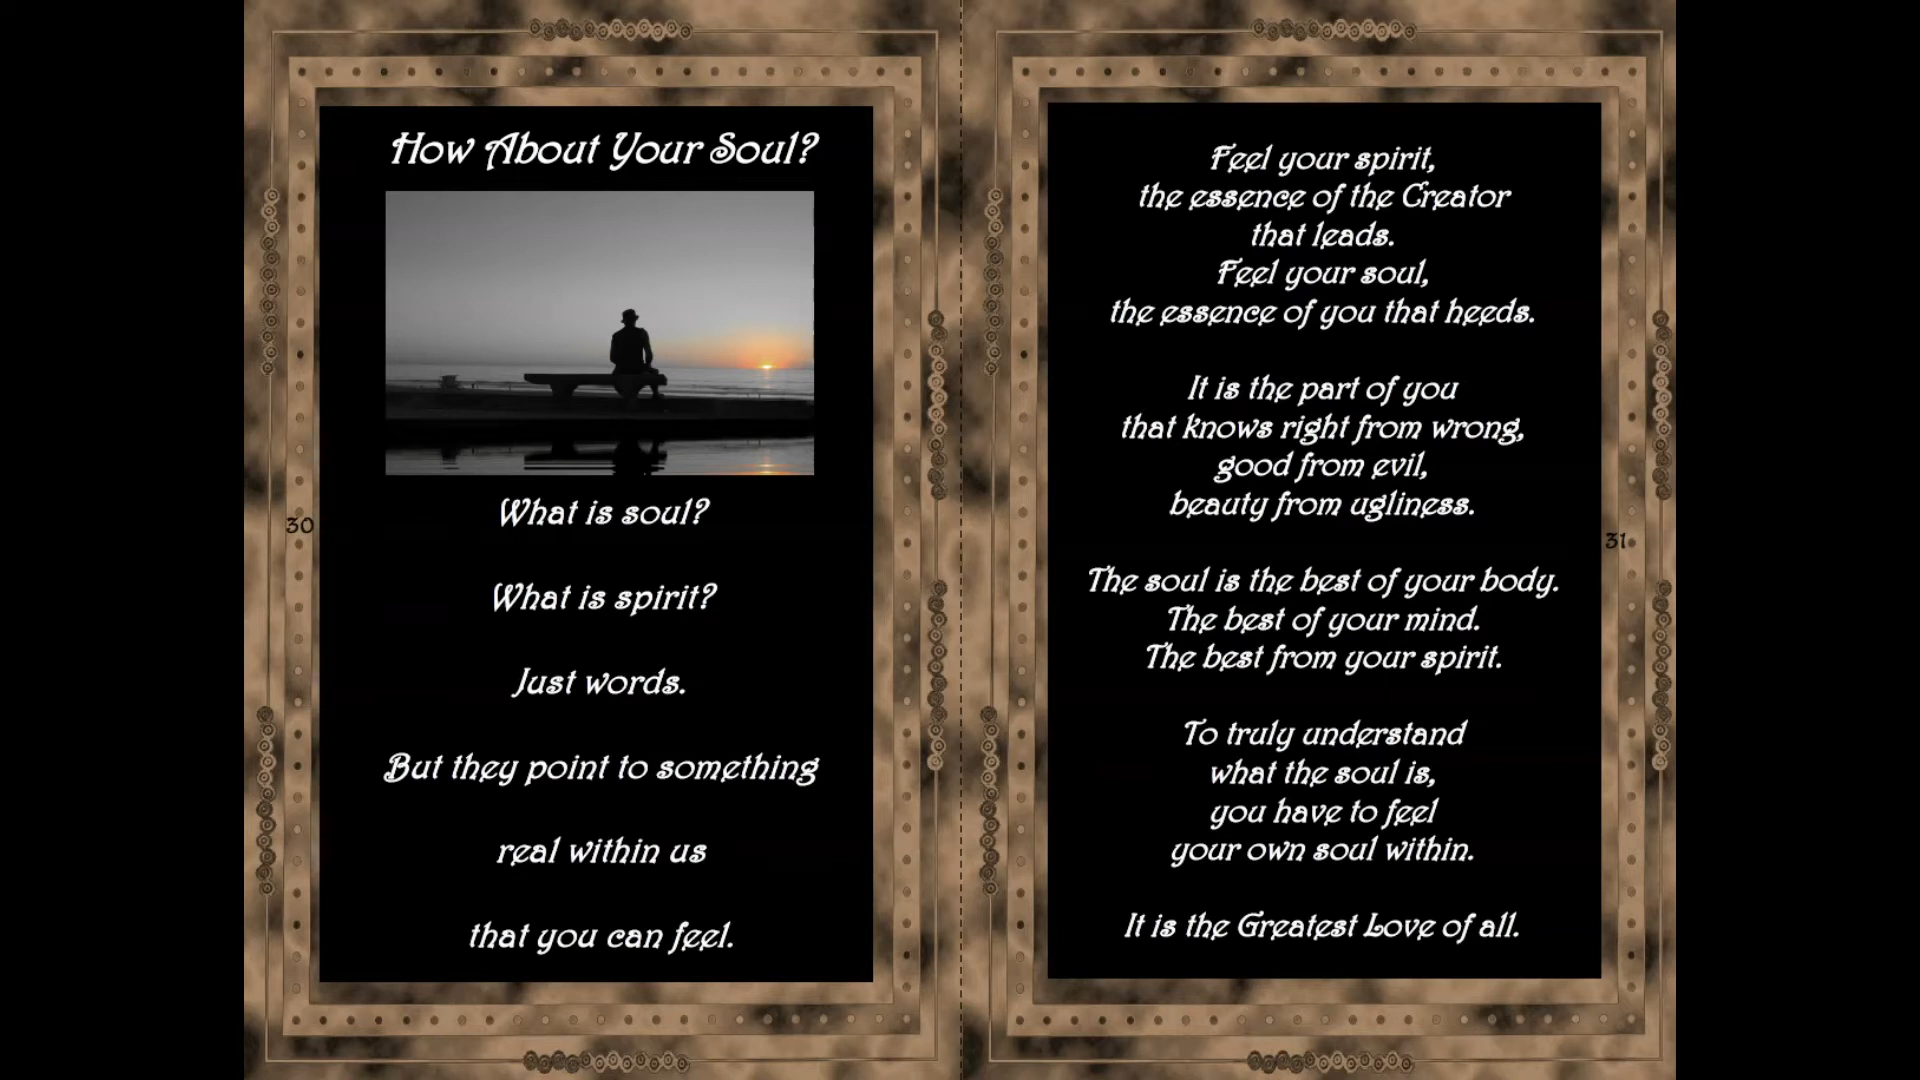 How About Your Soul?
What is soul?
What is spirit?
Just words.
But they point to something
real within us
that you can feel.
30
Feel your spirit,
the essence of the Creator
that leads.
Feel your soul,
the essence of you that heeds.
It is the part of you
that knows right from wrong,
good from evil,
beauty from ugliness.
The soul is the best of your body.
The best of your mind.
The best from your spirit.
To truly understand
what the soul is,
you have to feel
your own soul within.
It is the Greatest Love of all.
31